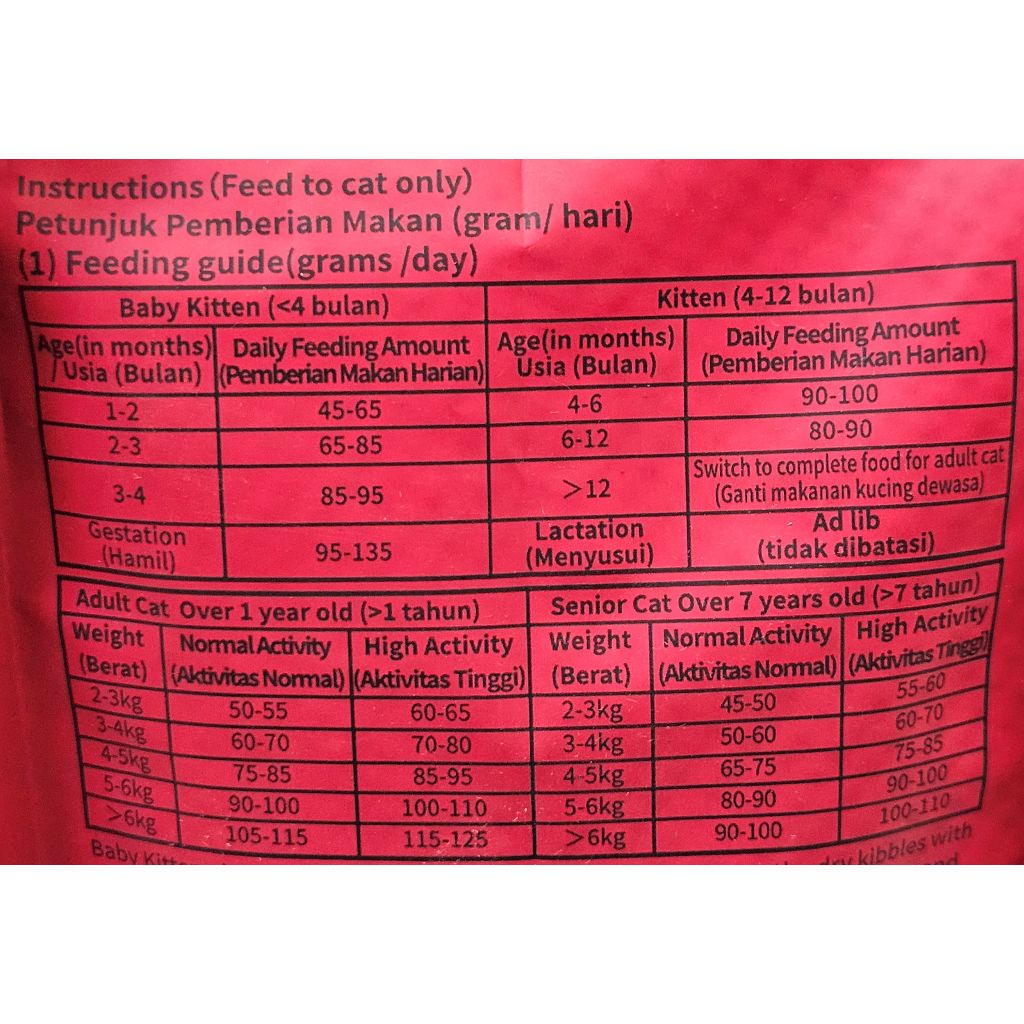 Instructions (Feed to cat only)
Petunjuk Pemberian Makan (gram/ hari)
(1) Feeding guide(grams /day)
Baby Kitten (<4 bulan) Kitten (4-12 bulan)
Age(in months) / Usia (Bulan) Daily Feeding Amount (Pemberian Makan Harian) Age(in months) Usia (Bulan) Daily Feeding Amount (Pemberian Makan Harian)
1-2 45-65 4-6 90-100
2-3 65-85 6-12 80-90
3-4 85-95 >12 Switch to complete food for adult cat (Ganti makanan kucing dewasa)
Gestation (Hamil) 95-135 Lactation (Menyusui) Ad lib (tidak dibatasi)
Adult Cat Over 1 year old (>1 tahun) Senior Cat Over 7 years old (>7 tahun)
Weight (Berat) Normal Activity (Aktivitas Normal) High Activity (Aktivitas Tinggi) Weight (Berat) Normal Activity (Aktivitas Normal) High Activity (Aktivitas Tinggi)
2-3kg 50-55 60-65 2-3kg 45-50 55-60
3-4kg 60-70 70-80 3-4kg 50-60 60-70
4-5kg 75-85 85-95 4-5kg 65-75 75-85
5-6kg 90-100 100-110 5-6kg 80-90 90-100
>6kg 105-115 115-125 >6kg 90-100 100-110
Baby kibbles with